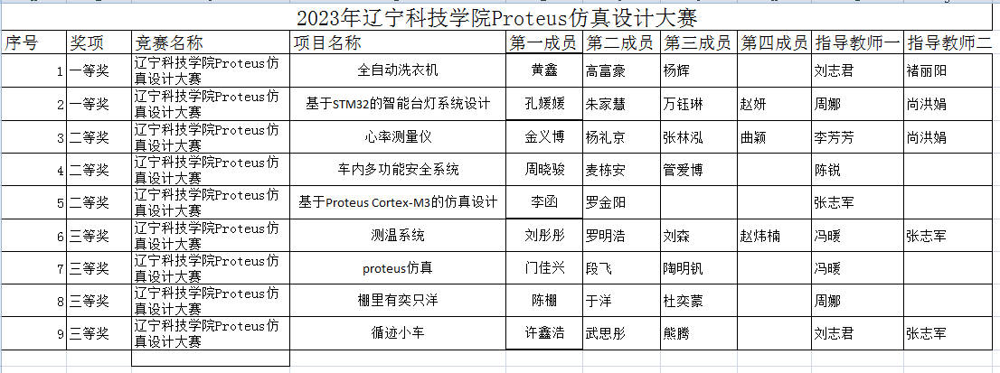 2023年辽宁科技学院Proteus仿真设计大赛
序号 奖项 竞赛名称 项目名称 第一成员 第二成员 第三成员 第四成员 指导教师一 指导教师二
1 一等奖 辽宁科技学院Proteus仿真设计大赛 全自动洗衣机 黄鑫 高富豪 杨辉 刘志君 褚丽阳
2 一等奖 辽宁科技学院Proteus仿真设计大赛 基于STM32的智能台灯系统设计 孔媛媛 朱家慧 万钰琳 赵妍 周娜 尚洪娟
3 二等奖 辽宁科技学院Proteus仿真设计大赛 心率测量仪 金义博 杨礼京 张林泓 曲颖 李芳芳 尚洪娟
4 二等奖 辽宁科技学院Proteus仿真设计大赛 车内多功能安全系统 周晓骏 麦栋安 管爱博 陈锐
5 二等奖 辽宁科技学院Proteus仿真设计大赛 基于Proteus Cortex-M3的仿真设计 李函 罗金阳 张志军
6 三等奖 辽宁科技学院Proteus仿真设计大赛 测温系统 刘彤彤 罗明浩 刘森 赵炜楠 冯暖 张志军
7 三等奖 辽宁科技学院Proteus仿真设计大赛 proteus仿真 门佳兴 段飞 陶明钒 冯暖
8 三等奖 辽宁科技学院Proteus仿真设计大赛 棚里有奕只洋 陈棚 于洋 杜奕蒙 周娜
9 三等奖 辽宁科技学院Proteus仿真设计大赛 循迹小车 许鑫浩 武思彤 熊腾 刘志君 张志军